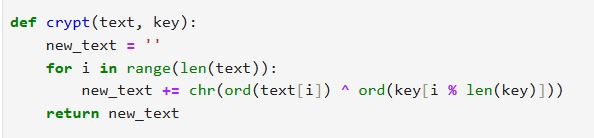 def crypt(text, key):
    new_text = ''
    for i in range(len(text)):
        new_text += chr(ord(text[i]) ^ ord(key[i % len(key)]))
    return new_text